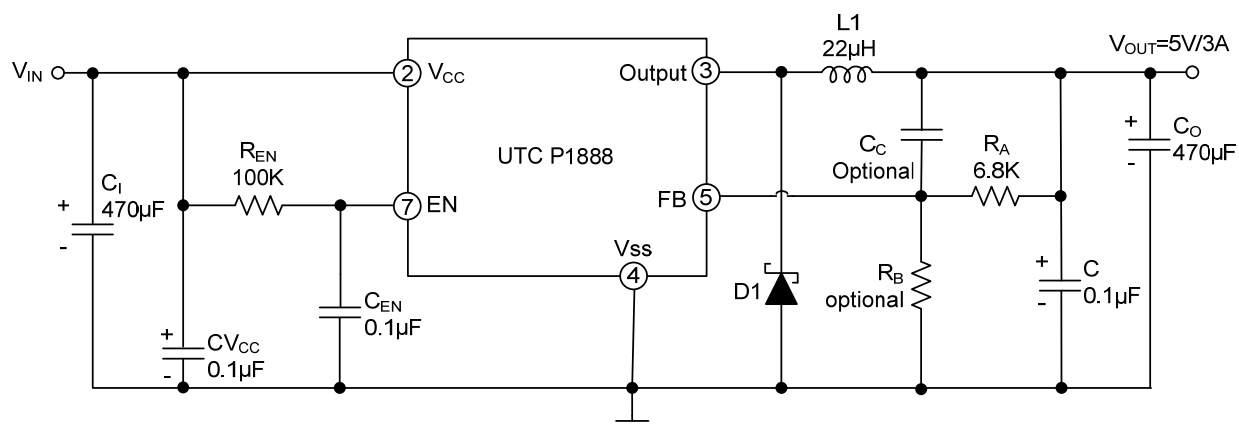 L1
22µH
VOUT=5V/3A
VIN
2
VCC
Output
3
UTC P1888
REN
100K
CI
470µF
+
-
7
EN
FB
5
CC
Optional
RA
6.8K
+
-
CO
470µF
Vss
4
D1
RB
optional
+
-
C
0.1µF
CEN
0.1µF
+
-
CVCC
0.1µF